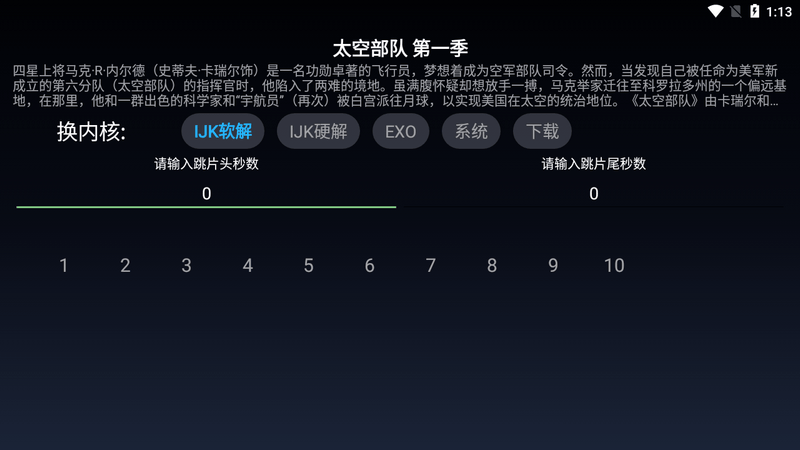 1:13
太空部队 第一季
四星上将马克·R·内尔德（史蒂夫·卡瑞尔饰）是一名功勋卓著的飞行员，梦想着成为空军部队司令。然而，当发现自己被任命为美军新
成立的第六分队（太空部队）的指挥官时，他陷入了两难的境地。虽满腹怀疑却想放手一搏，马克举家迁往至科罗拉多州的一个偏远基
地，在那里，他和一群出色的科学家和“宇航员”（再次）被白宫派往月球，以实现美国在太空的统治地位。《太空部队》由卡瑞尔和...
换内核: IJK软解 IJK硬解 EXO 系统 下载
请输入跳片头秒数 请输入跳片尾秒数
0 0
1 2 3 4 5 6 7 8 9 10